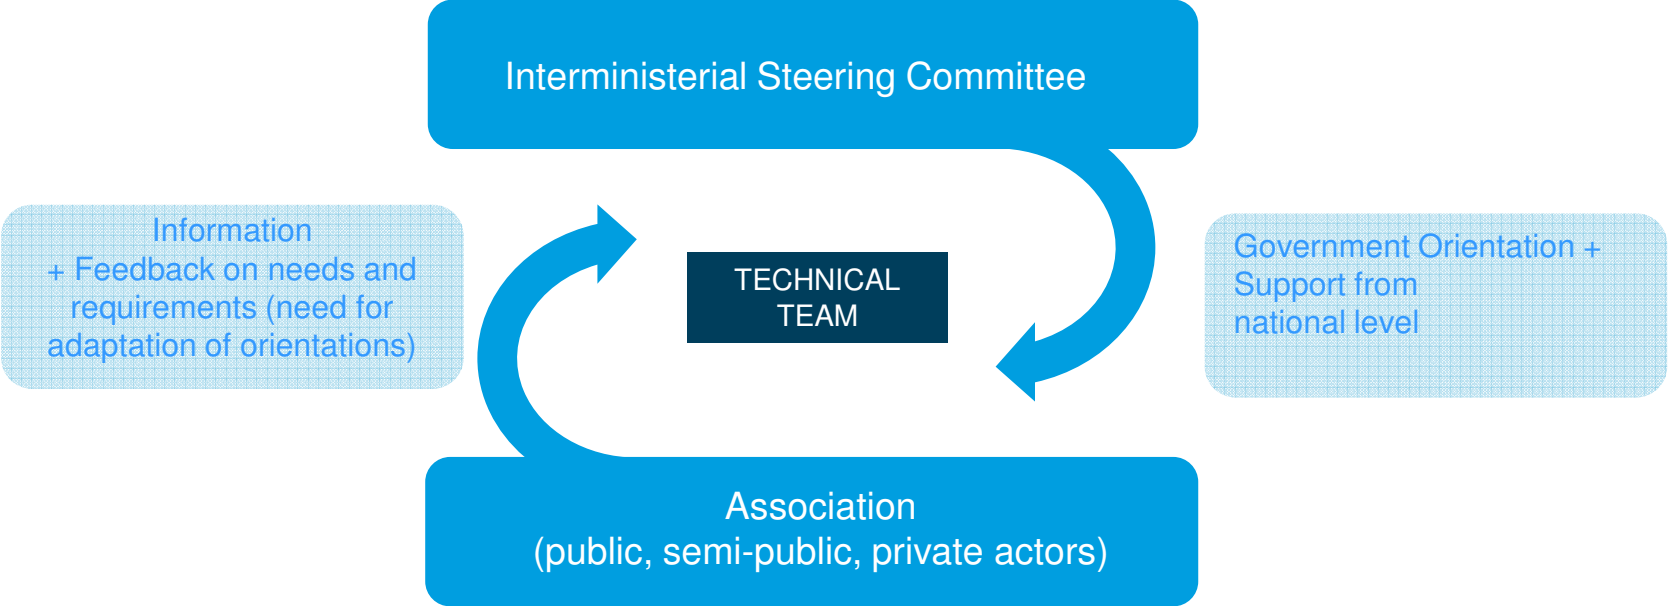 Interministerial Steering Committee
Information
+ Feedback on needs and
requirements (need for
adaptation of orientations)
TECHNICAL
TEAM
Government Orientation +
Support from
national level
Association
(public, semi-public, private actors)